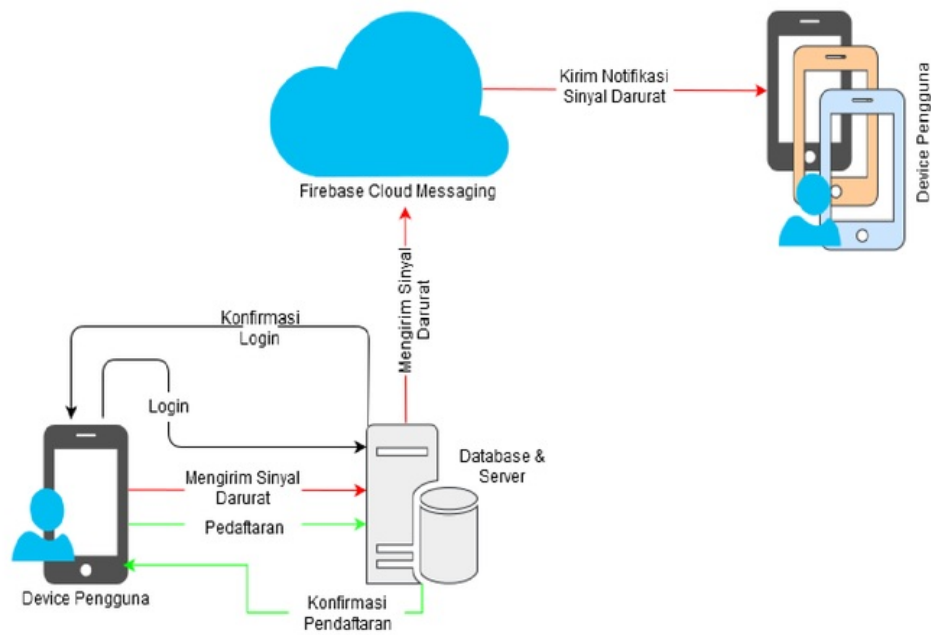 Kirim Notifikasi
Sinyal Darurat
Device Pengguna
Firebase Cloud Messaging
Mengirim Sinyal
Darurat
Konfirmasi
Login
Login
Database &
Server
Mengirim Sinyal
Darurat
Pedaftaran
Device Pengguna
Konfirmasi
Pendaftaran